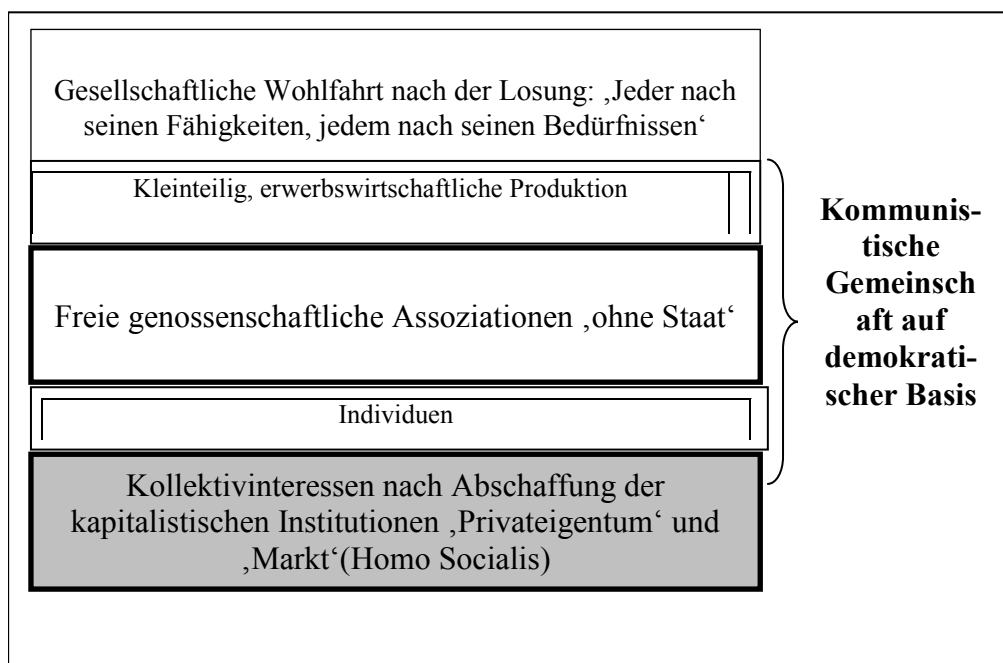 Gesellschaftliche Wohlfahrt nach der Losung: ‚Jeder nach
seinen Fähigkeiten, jedem nach seinen Bedürfnissen‘
Kleinteilig, erwerbswirtschaftliche Produktion
Freie genossenschaftliche Assoziationen ‚ohne Staat‘
Individuen
Kollektivinteressen nach Abschaffung der
kapitalistischen Institutionen ‚Privateigentum‘ und
‚Markt‘(Homo Socialis)
Kommunis-
tische
Gemeinsch
aft auf
demokrati-
scher Basis